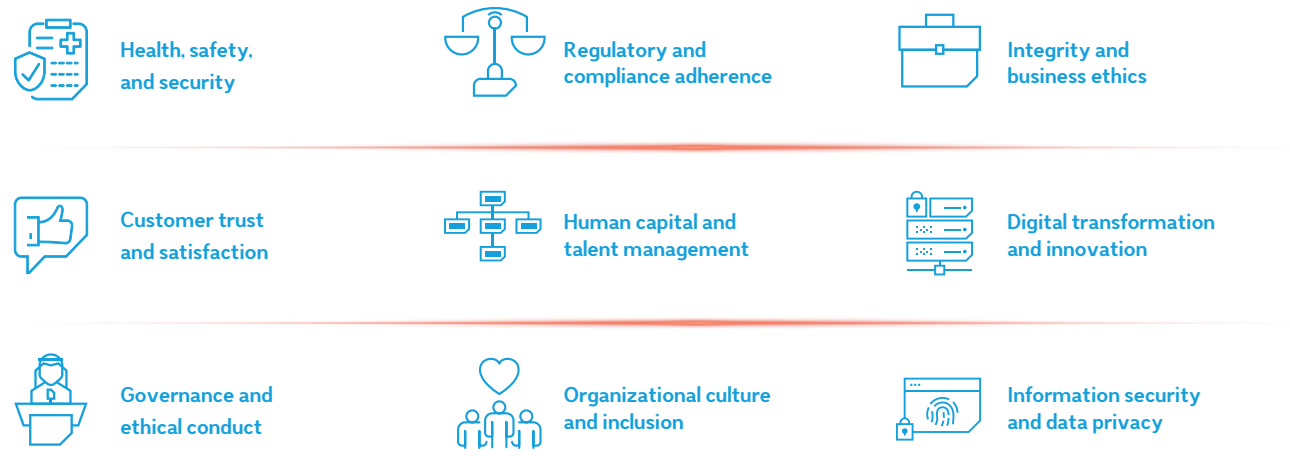 Health, safety,
and security
Regulatory and
compliance adherence
Integrity and
business ethics
Customer trust
and satisfaction
Human capital and
talent management
Digital transformation
and innovation
Governance and
ethical conduct
Organizational culture
and inclusion
Information security
and data privacy